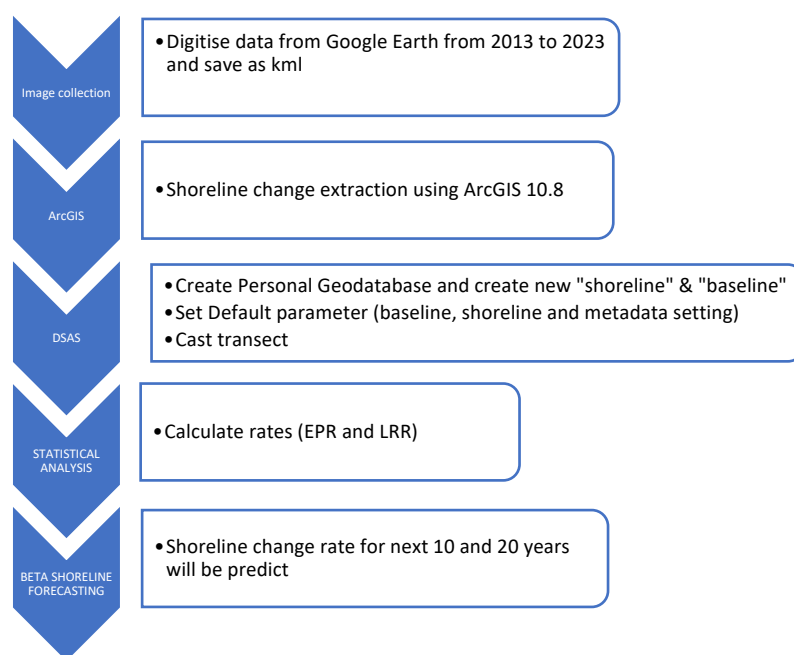 Image collection
•Digitise data from Google Earth from 2013 to 2023
and save as kml
ArcGIS
•Shoreline change extraction using ArcGIS 10.8
DSAS
•Create Personal Geodatabase and create new "shoreline" & "baseline"
•Set Default parameter (baseline, shoreline and metadata setting)
•Cast transect
STATISTICAL
ANALYSIS
•Calculate rates (EPR and LRR)
BETA SHORELINE
FORECASTING
•Shoreline change rate for next 10 and 20 years
will be predict